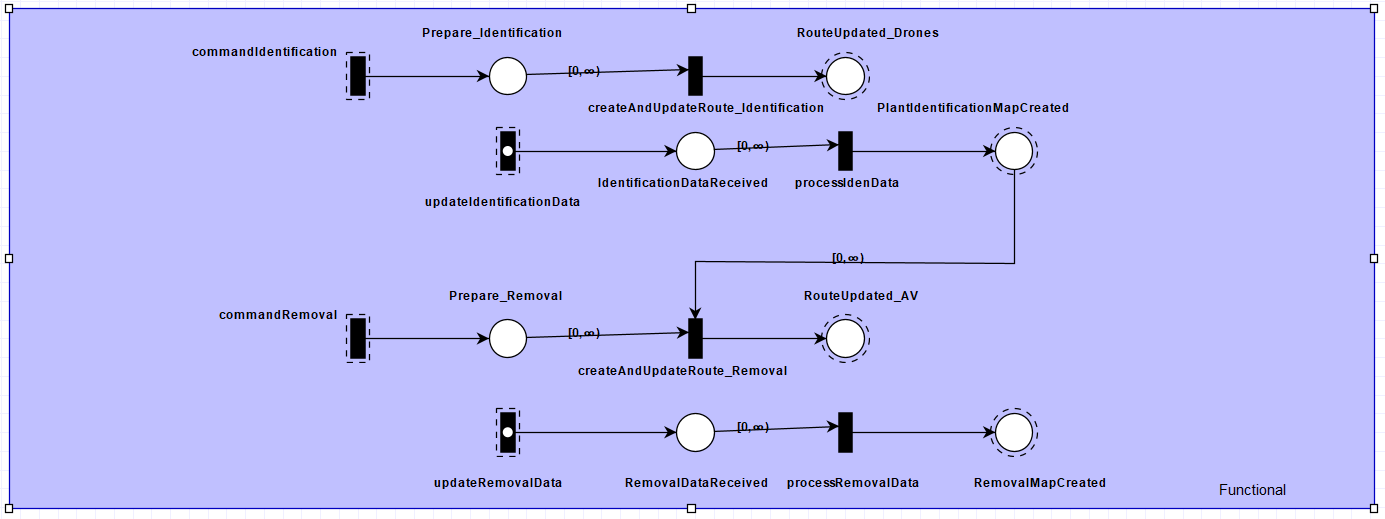 Prepare_Identification
RouteUpdated_Drones
commandIdentification
[0,∞)
createAndUpdateRoute_Identification
PlantIdentificationMapCreated
[0,∞)
IdentificationDataReceived
processIdenData
updateIdentificationData
[0,∞)
Prepare_Removal
RouteUpdated_AV
commandRemoval
[0,∞)
createAndUpdateRoute_Removal
[0,∞)
updateRemovalData
RemovalDataReceived
processRemovalData
RemovalMapCreated
Functional